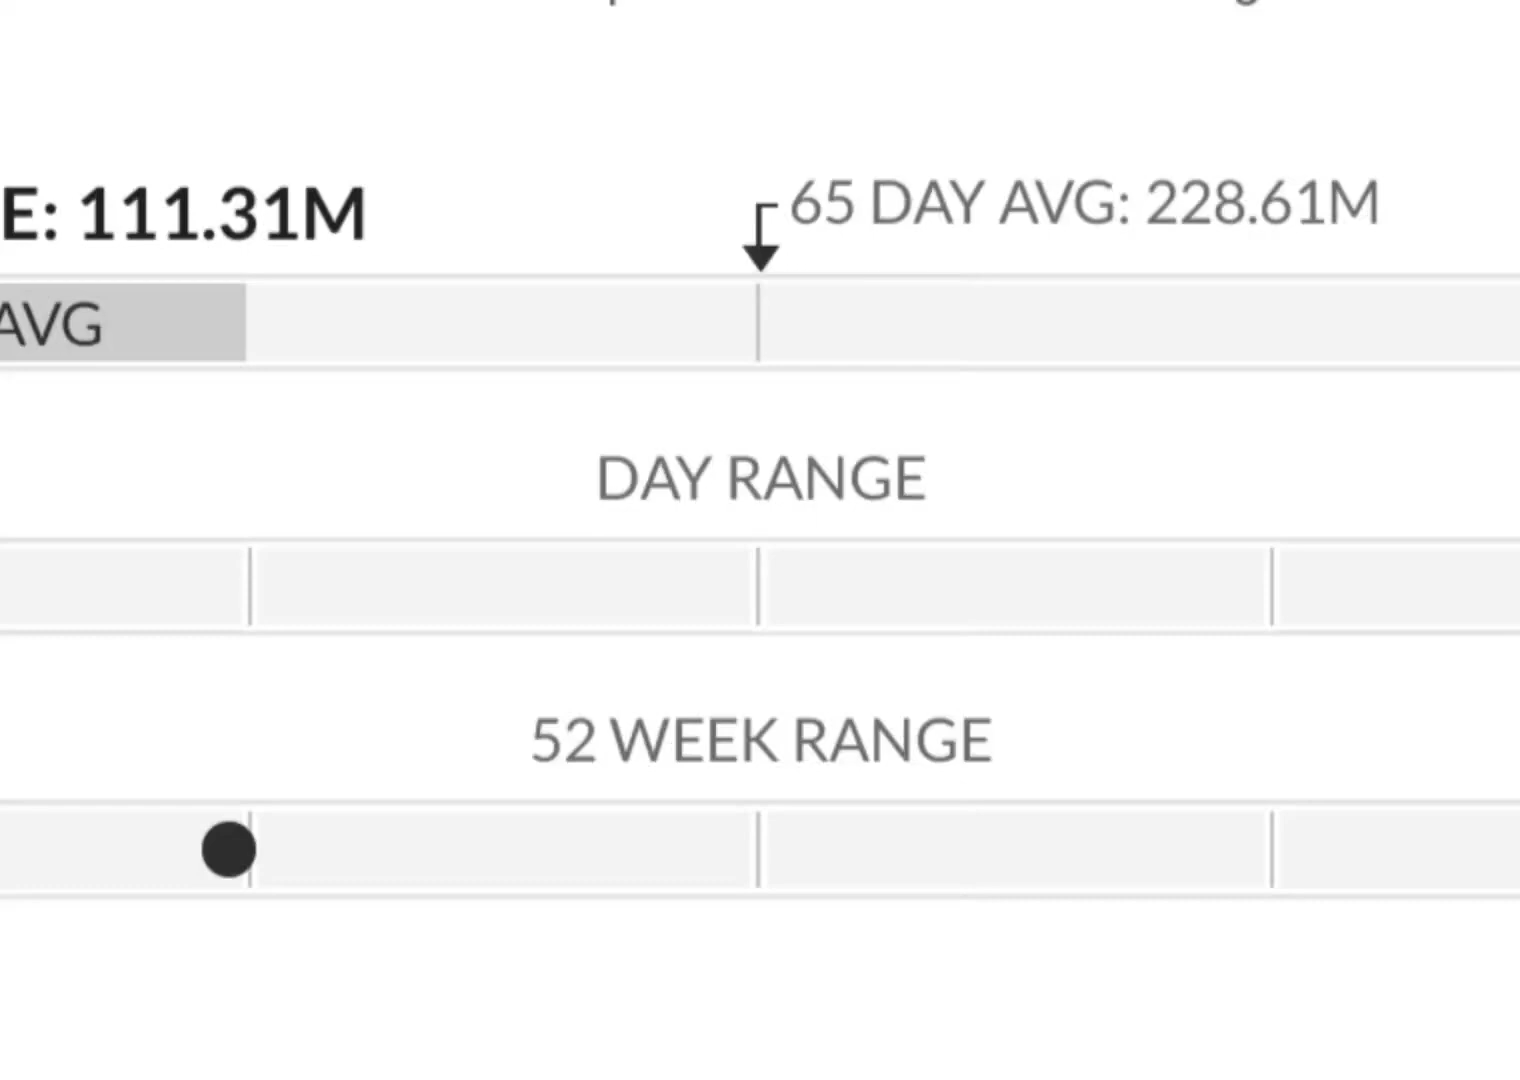 E: 111.31M
65 DAY AVG: 228.61M
AVG
DAY RANGE
52 WEEK RANGE